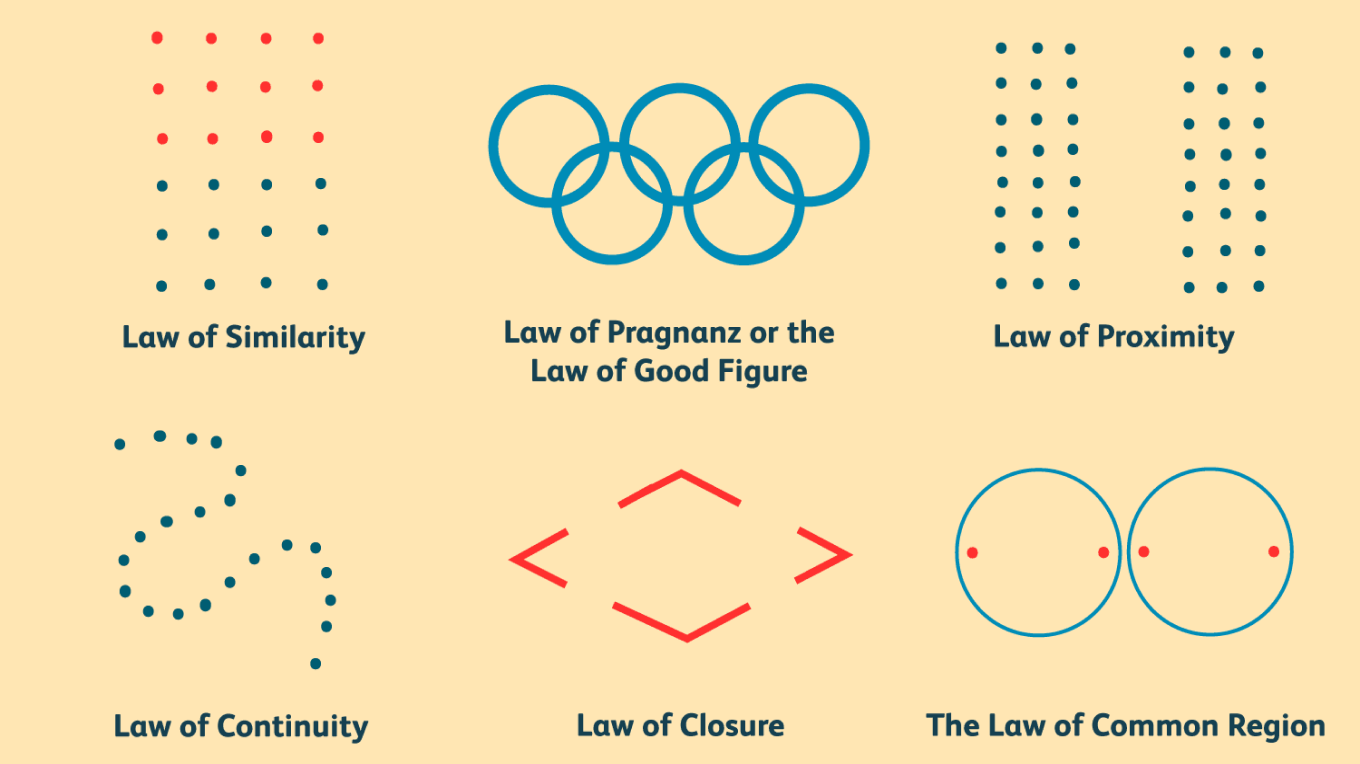 Law of Similarity
Law of Pragnanz or the
Law of Good Figure
Law of Proximity
Law of Continuity
Law of Closure
The Law of Common Region